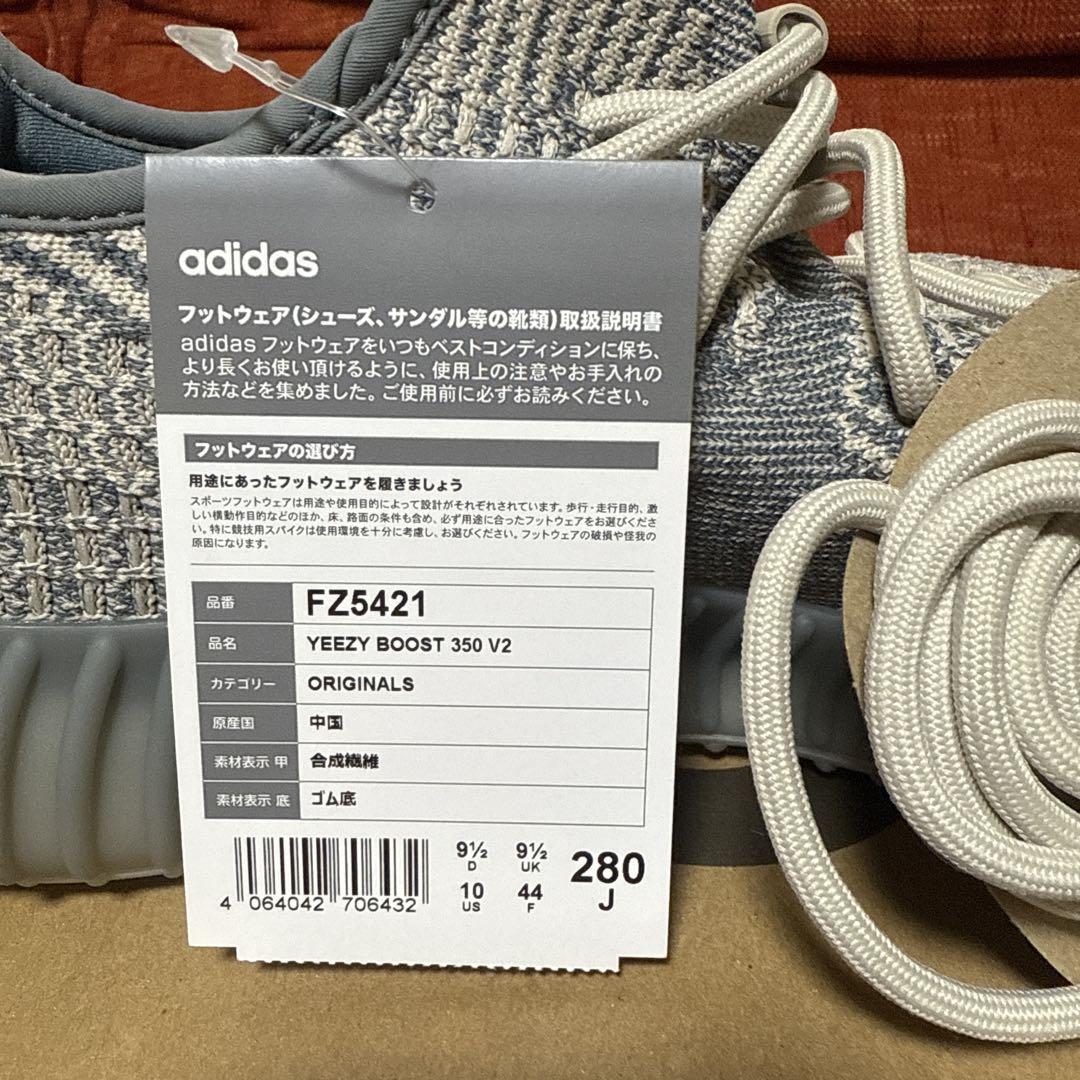 adidas
フットウェア(シューズ、サンダル等の靴類)取扱説明書
adidas フットウェアをいつもベストコンディションに保ち、
より長くお使い頂けるように、使用上の注意やお手入れの
方法などを集めました。ご使用前に必ずお読みください。
フットウェアの選び方
用途にあったフットウェアを履きましょう
スポーツフットウェアは用途や使用目的によって設計がそれぞれされています。歩行・走行目的、激
しい横動作目的などのほか、床、路面の条件も含め、必ず用途に合ったフットウェアをお選びくださ
い。特に競技用スパイクは使用環境を十分に考慮し、お選びください。フットウェアの破損や怪我の
原因になります。
品番 FZ5421
品名 YEEZY BOOST 350 V2
カテゴリー ORIGINALS
原産国 中国
素材表示 甲 合成繊維
素材表示 底 ゴム底
9½ D 9½ UK 280 J
10 US 44 F
4 064042 706432